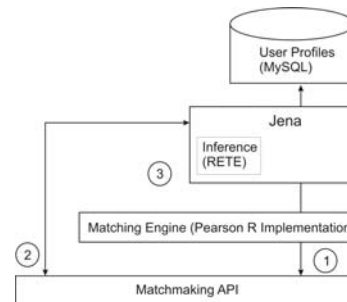 User Profiles
(MySQL)
Jena
Inference
(RETE)
3
Matching Engine (Pearson R Implementation
2
1
Matchmaking API